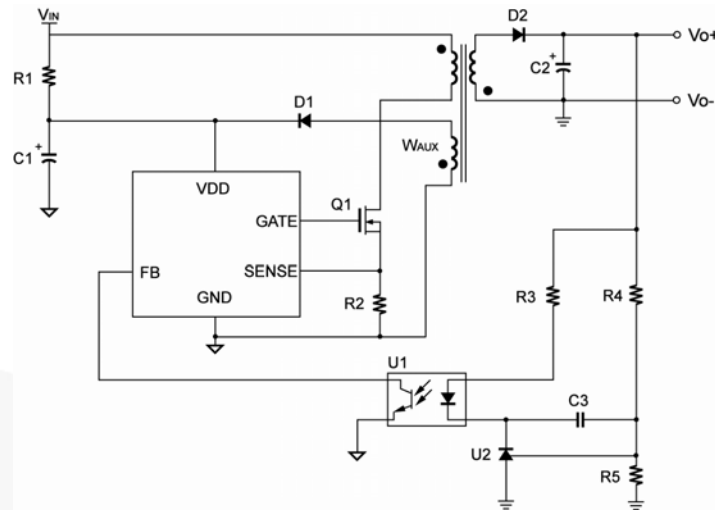 VIN
D2
Vo+
R1
C2 +
Vo-
D1
C1 +
WAUX
VDD
Q1
GATE
FB
SENSE
R2
R3
R4
GND
U1
C3
U2
R5